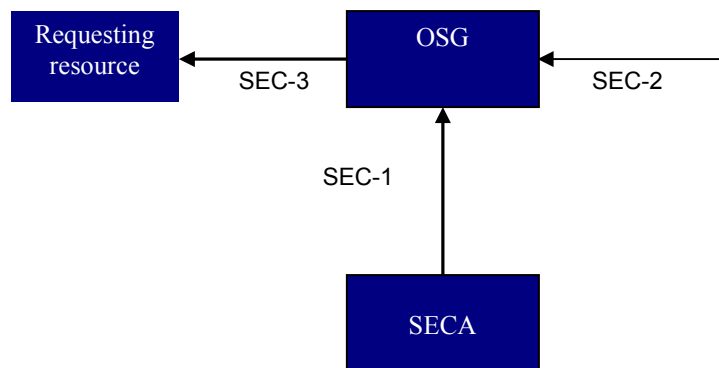 Requesting
resource
OSG
SEC-3
SEC-2
SEC-1
SECA